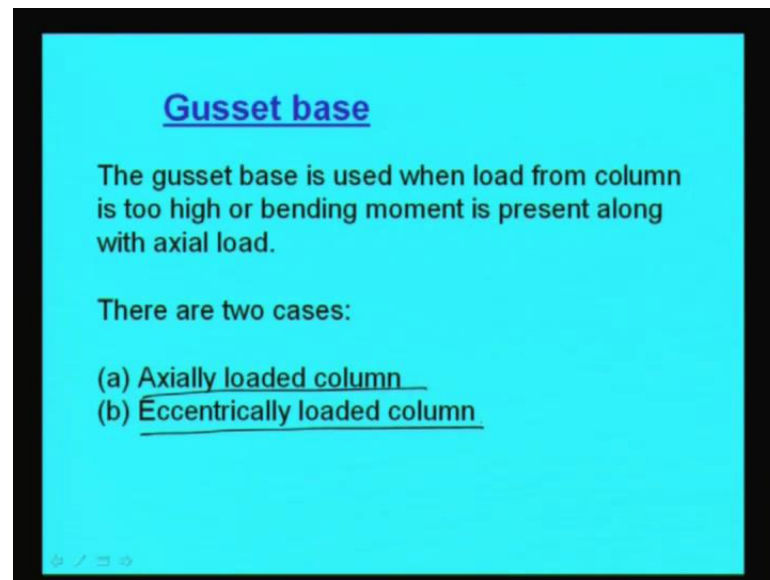 Gusset base
The gusset base is used when load from column
is too high or bending moment is present along
with axial load.
There are two cases:
(a) Axially loaded column
(b) Eccentrically loaded column